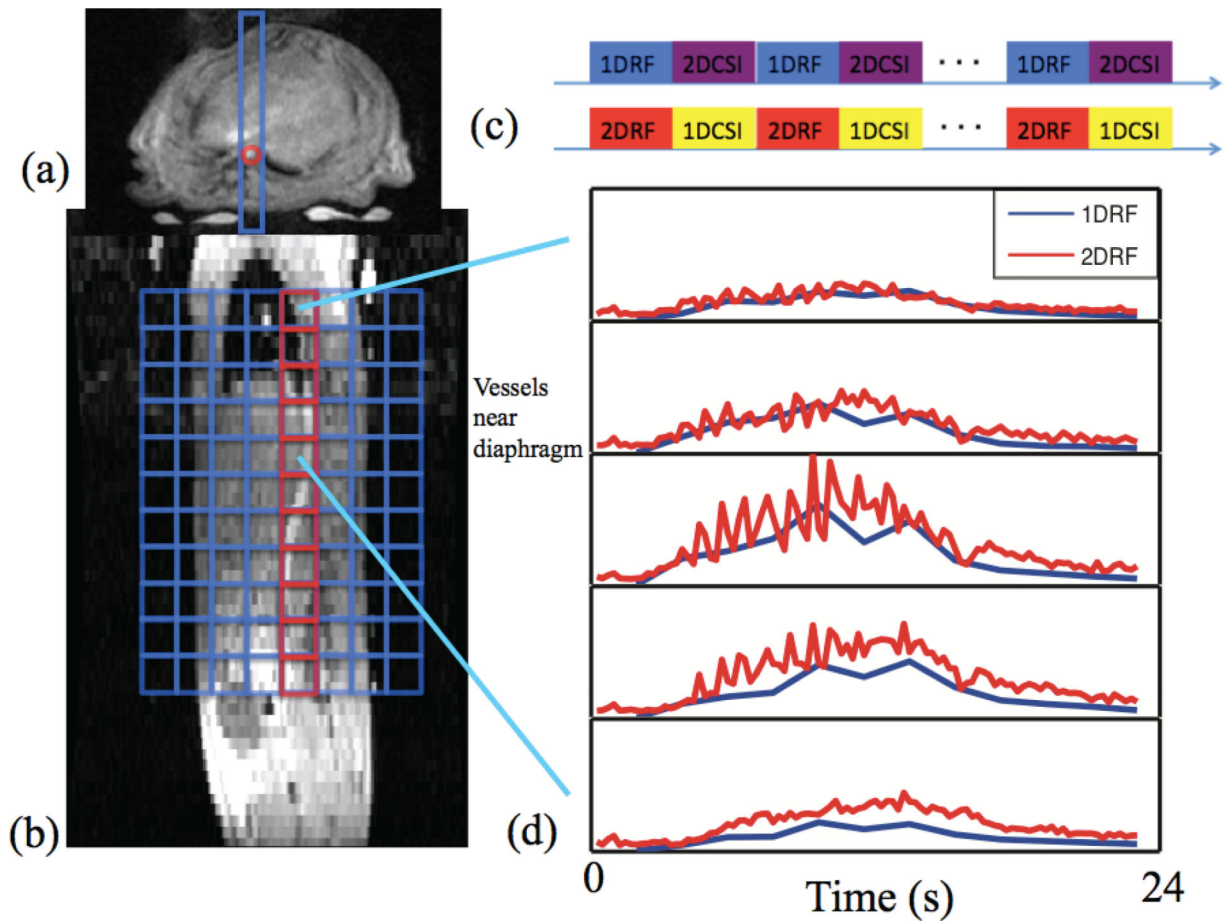 (a)
(b)
(c)
1DRF 2DCSI 1DRF 2DCSI ··· 1DRF 2DCSI
2DRF 1DCSI 2DRF 1DCSI ··· 2DRF 1DCSI
1DRF
2DRF
Vessels
near
diaphragm
(d)
0
24
Time (s)